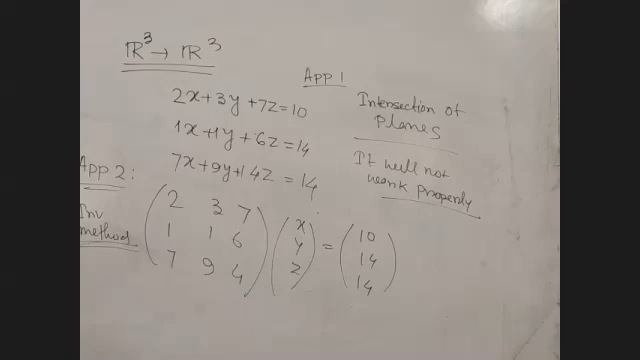 R³ → R³
App 1
2x+3y+7z=10
1x+1y+6z=14
7x+9y+4z=14
Intersection of
Planes
It will not
work properly
App 2:
Inv
method
2 3 7
1 1 6
7 9 4
x
y
z
=
10
14
14